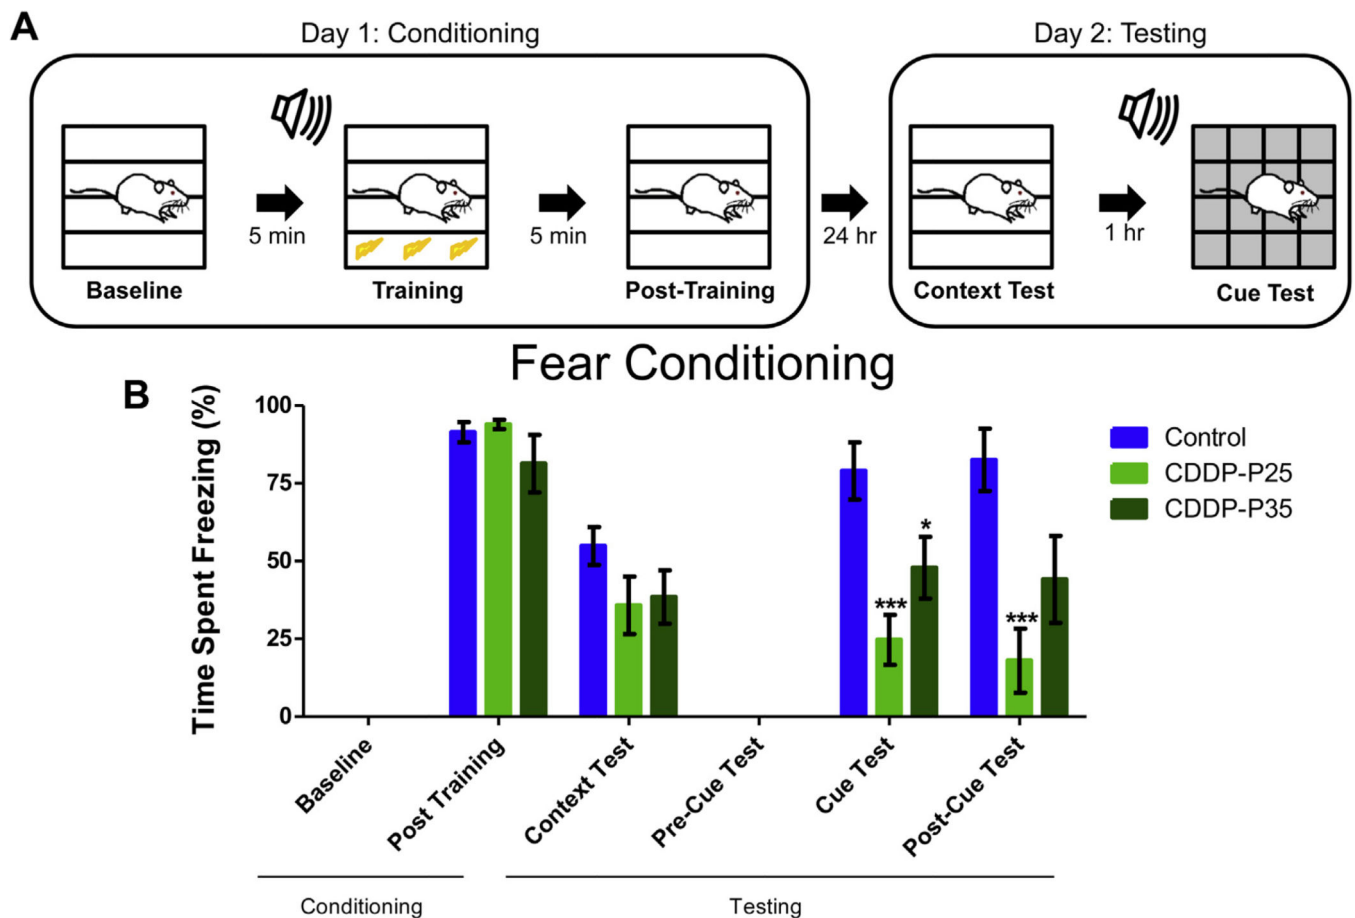 A
Day 1: Conditioning
Day 2: Testing
5 min
5 min
24 hr
1 hr
Baseline
Training
Post-Training
Context Test
Cue Test
Fear Conditioning
B
Time Spent Freezing (%)
100
75
50
25
0
***
*
***
Control
CDDP-P25
CDDP-P35
Baseline
Post Training
Context Test
Pre-Cue Test
Cue Test
Post-Cue Test
Conditioning
Testing